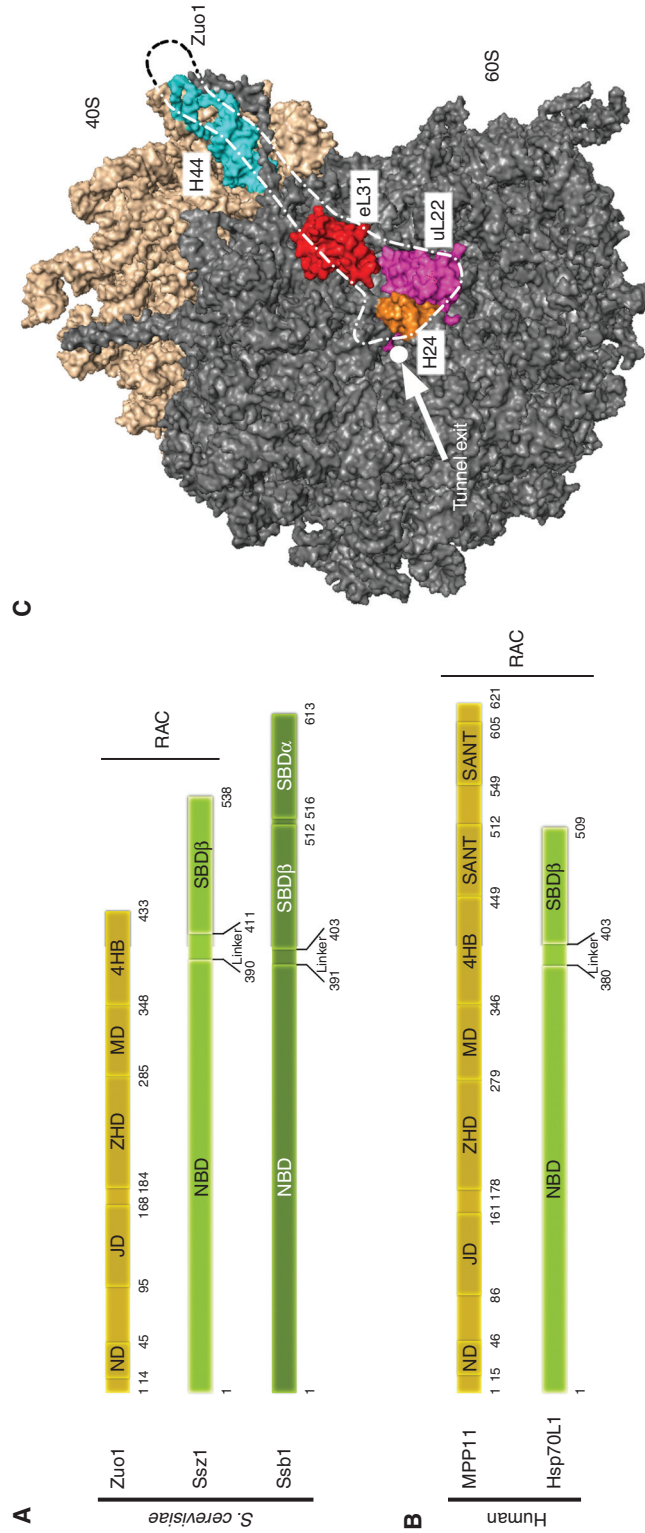 A
S. cerevisiae
Zuo1
ND
JD
ZHD
MD
4HB
1 14 45 95 168 184 285 348 433
Ssz1
NBD
SBDβ
1 390 Linker 411 538
RAC
Ssb1
NBD
SBDβ
SBDα
1 391 Linker 403 512 516 613
B
Human
MPP11
ND
JD
ZHD
MD
4HB
SANT
SANT
1 15 46 86 161 178 279 346 449 512 549 605 621
Hsp70L1
NBD
SBDβ
1 380 Linker 403 509
RAC
C
40S
Zuo1
H44
60S
eL31
uL22
H24
Tunnel exit